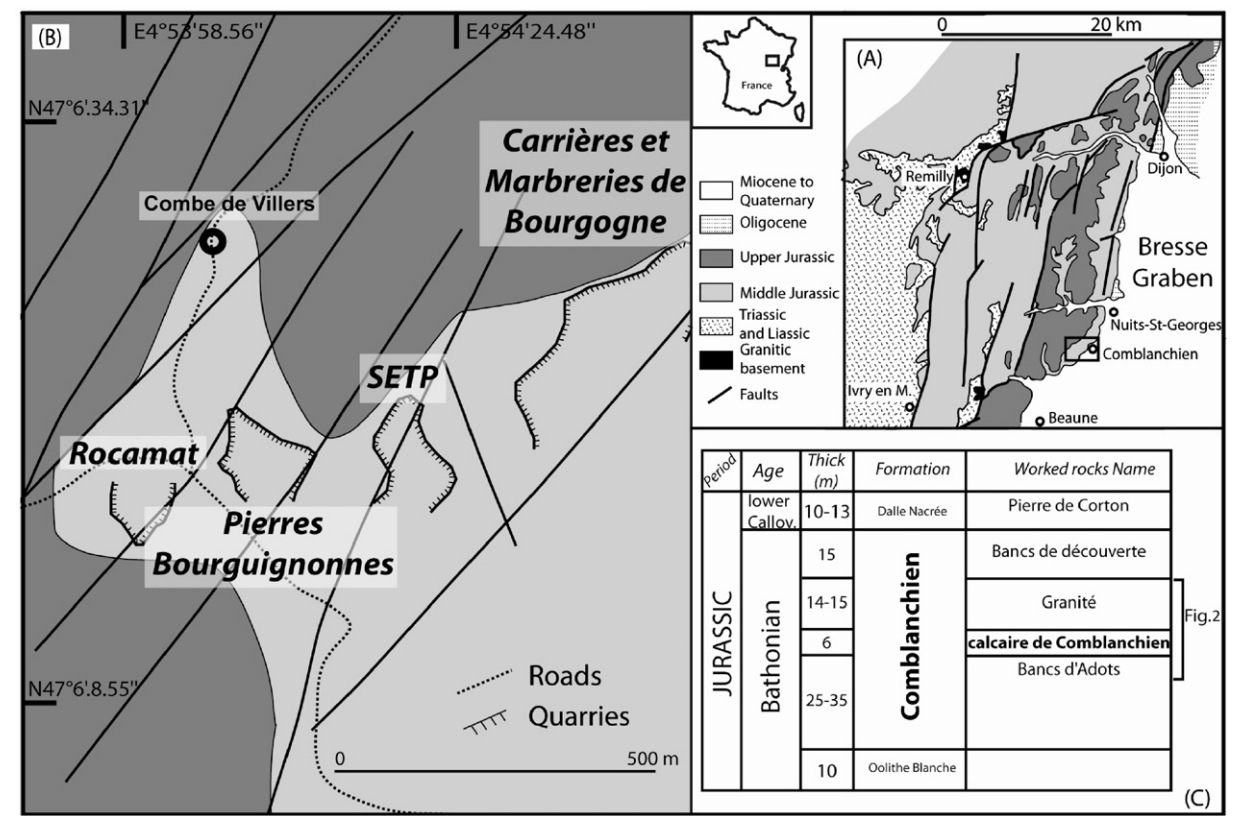 (B)
E4°53'58.56"
E4°54'24.48"
N47°6'.34.31"
Combe de Villers
Carrières et
Marbreries de
Bourgogne
SETP
Rocamat
Pierres
Bourguignonnes
N47°6'.8.55"
Roads
Quarries
0
500 m
France
0
20 km
(A)
Remilly
Dijon
Bresse
Graben
Nuits-St-Georges
Comblanchien
Ivry en M.
Beaune
Miocene to
Quaternary
Oligocene
Upper Jurassic
Middle Jurassic
Triassic
and Liassic
Granitic
basement
Faults
Period
Age
Thick
(m)
Formation
Worked rocks Name
JURASSIC
lower
Callov.
10-13
Dalle Nacrée
Pierre de Corton
Bathonian
15
Comblanchien
Bancs de découverte
14-15
Granité
6
calcaire de Comblanchien
25-35
Bancs d'Adots
10
Oolithe Blanche
Fig.2
(C)